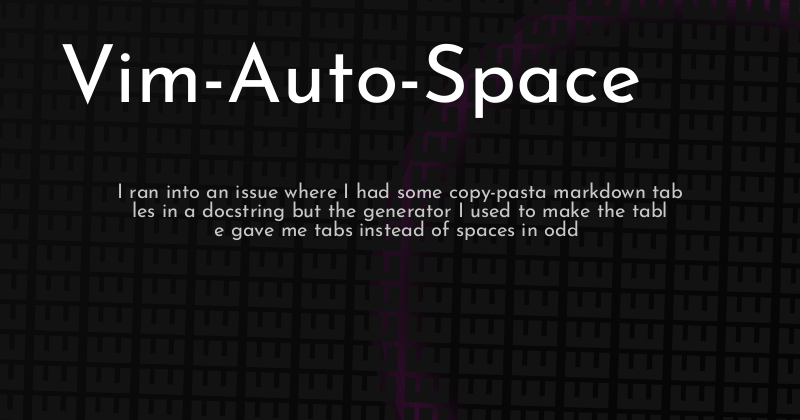 Vim-Auto-Space
I ran into an issue where I had some copy-pasta markdown tab
les in a docstring but the generator I used to make the tabl
e gave me tabs instead of spaces in odd